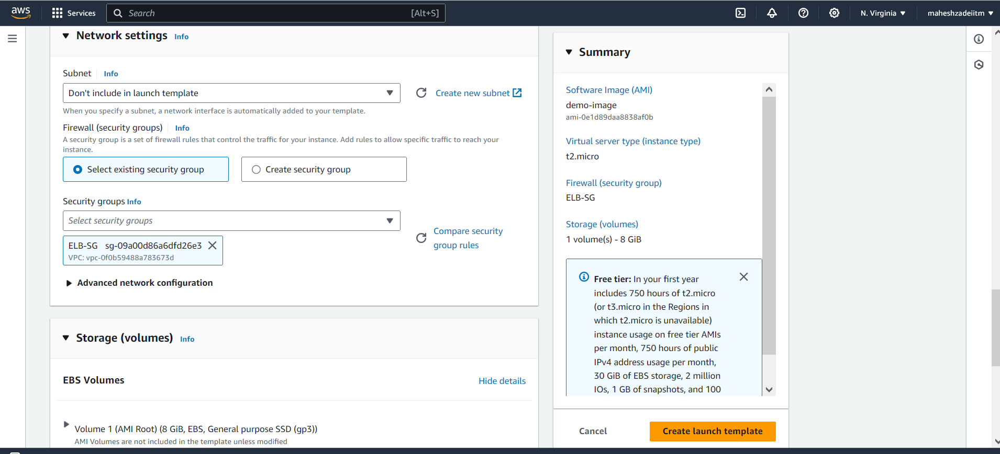 aws
Services
Search
[Alt+S]
N. Virginia
maheshzadeiitm
Network settings Info
Subnet Info
Don't include in launch template
Create new subnet
When you specify a subnet, a network interface is automatically added to your template.
Firewall (security groups) Info
A security group is a set of firewall rules that control the traffic for your instance. Add rules to allow specific traffic to reach your
instance.
Select existing security group
Create security group
Security groups Info
Select security groups
Compare security
group rules
ELB-SG sg-09a00d86a6dfd26e3
VPC: vpc-0f0b59488a783673d
Advanced network configuration
Storage (volumes) Info
EBS Volumes
Hide details
Volume 1 (AMI Root) (8 GiB, EBS, General purpose SSD (gp3))
AMI Volumes are not included in the template unless modified
Summary
Software Image (AMI)
demo-image
ami-0e1d89daa8838af0b
Virtual server type (instance type)
t2.micro
Firewall (security group)
ELB-SG
Storage (volumes)
1 volume(s) - 8 GiB
Free tier: In your first year
includes 750 hours of t2.micro
(or t3.micro in the Regions in
which t2.micro is unavailable)
instance usage on free tier AMIs
per month, 750 hours of public
IPv4 address usage per month,
30 GiB of EBS storage, 2 million
IOs, 1 GB of snapshots, and 100
Cancel
Create launch template